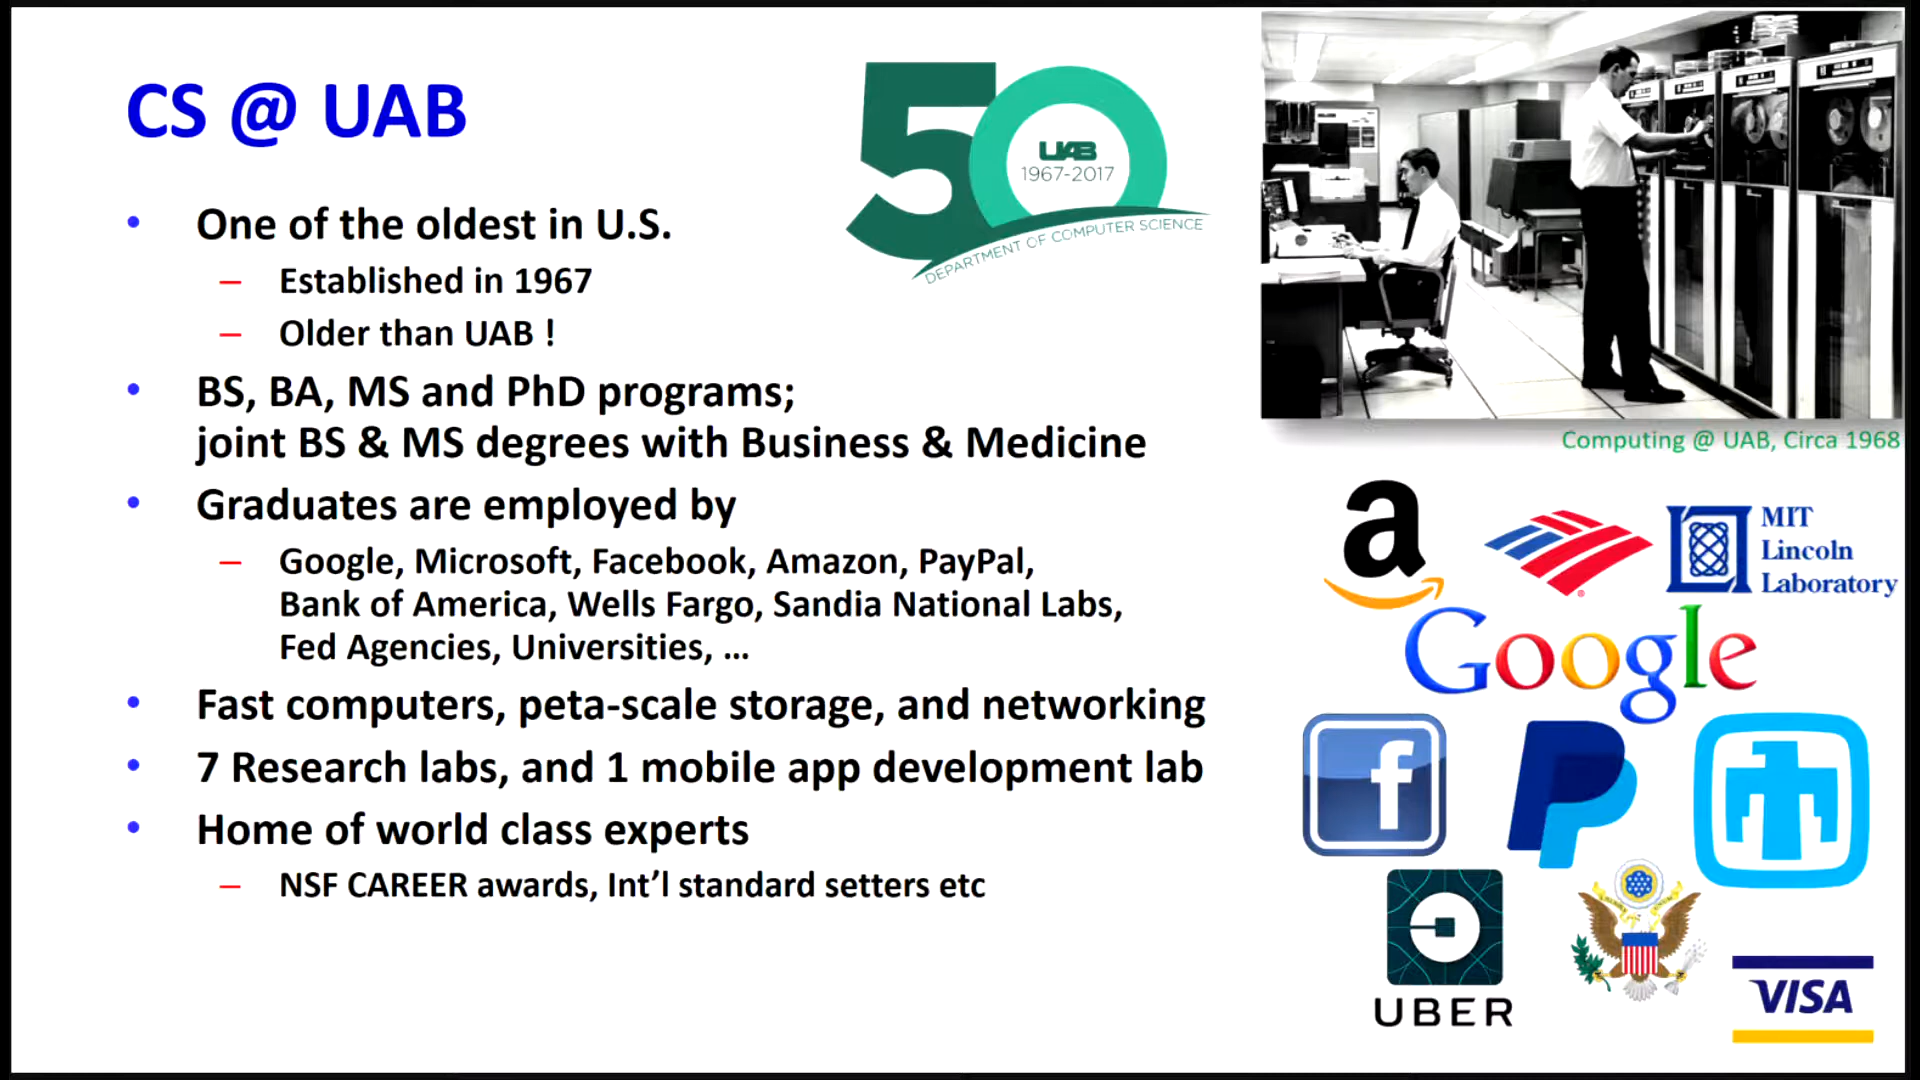 CS @ UAB
50
UAB
1967-2017
DEPARTMENT OF COMPUTER SCIENCE
• One of the oldest in U.S.
– Established in 1967
– Older than UAB !
• BS, BA, MS and PhD programs;
joint BS & MS degrees with Business & Medicine
• Graduates are employed by
– Google, Microsoft, Facebook, Amazon, PayPal,
Bank of America, Wells Fargo, Sandia National Labs,
Fed Agencies, Universities, ...
• Fast computers, peta-scale storage, and networking
• 7 Research labs, and 1 mobile app development lab
• Home of world class experts
– NSF CAREER awards, Int’l standard setters etc
Computing @ UAB, Circa 1968
a
MIT
Lincoln
Laboratory
Google
f
P
UBER
VISA